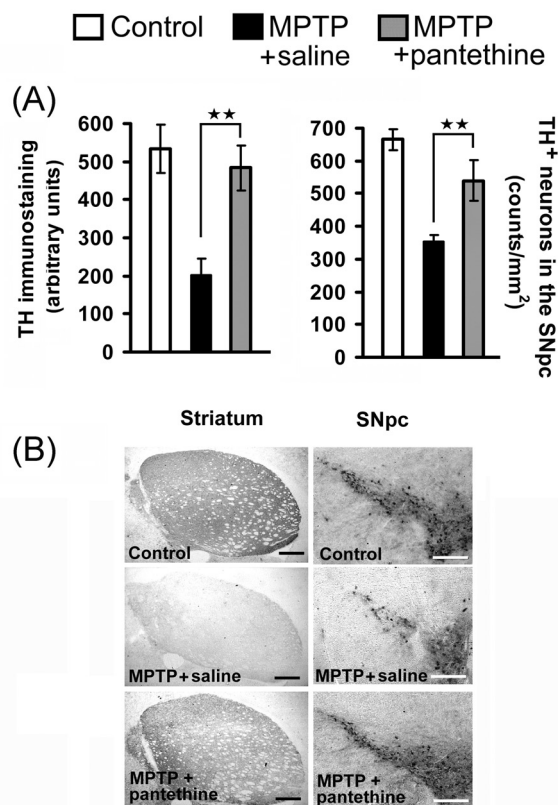 Control
MPTP
+saline
MPTP
+pantethine
(A)
TH immunostaining
(arbitrary units)
600
500
400
300
200
100
0
★★
700
600
500
400
300
200
100
0
★★
TH⁺ neurons in the SNpc
(counts/mm²)
(B)
Striatum
SNpc
Control
Control
MPTP+saline
MPTP+saline
MPTP +
pantethine
MPTP +
pantethine